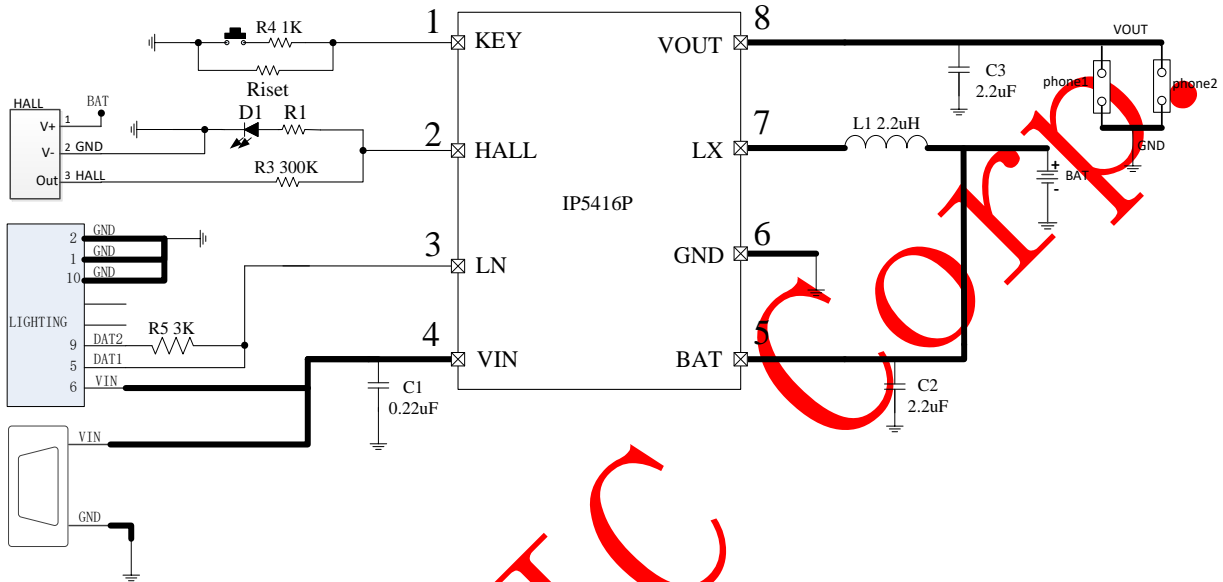 1
R4 1K
KEY
Riset
8
VOUT
VOUT
C3
2.2uF
phone1
phone2
GND
HALL
BAT
V+
1
V-
2 GND
Out
3 HALL
D1
R1
R3 300K
2
HALL
IP5416P
7
LX
L1 2.2uH
+
BAT
-
6
GND
3
LN
2
GND
1
GND
10
GND
LIGHTING
9
DAT2
R5 3K
5
DAT1
6
VIN
4
VIN
C1
0.22uF
5
BAT
C2
2.2uF
VIN
GND
C Corp.
IC